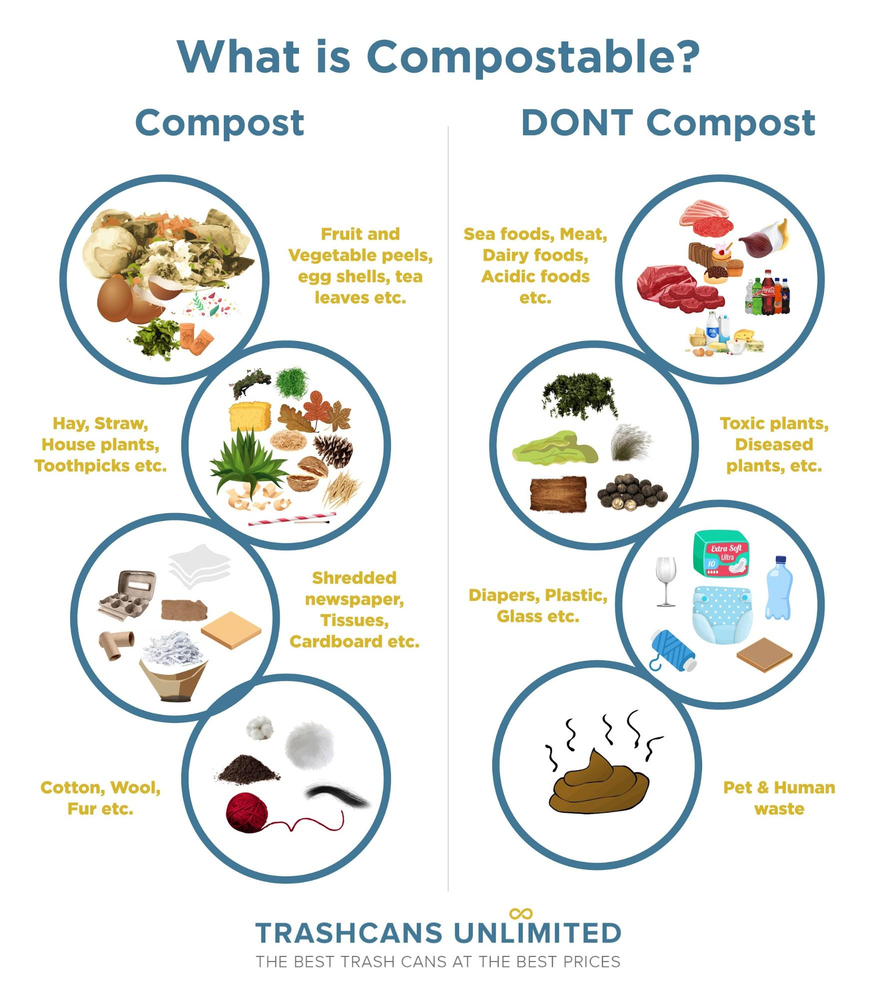 What is Compostable?
Compost
DONT Compost
Fruit and
Vegetable peels,
egg shells, tea
leaves etc.
Sea foods, Meat,
Dairy foods,
Acidic foods
etc.
Coca-Cola
Milk
Hay, Straw,
House plants,
Toothpicks etc.
Toxic plants,
Diseased
plants, etc.
Shredded
newspaper,
Tissues,
Cardboard etc.
Diapers, Plastic,
Glass etc.
Extra Soft
Ultra
10
Cotton, Wool,
Fur etc.
Pet & Human
waste
TRASHCANS UNLIMITED
THE BEST TRASH CANS AT THE BEST PRICES